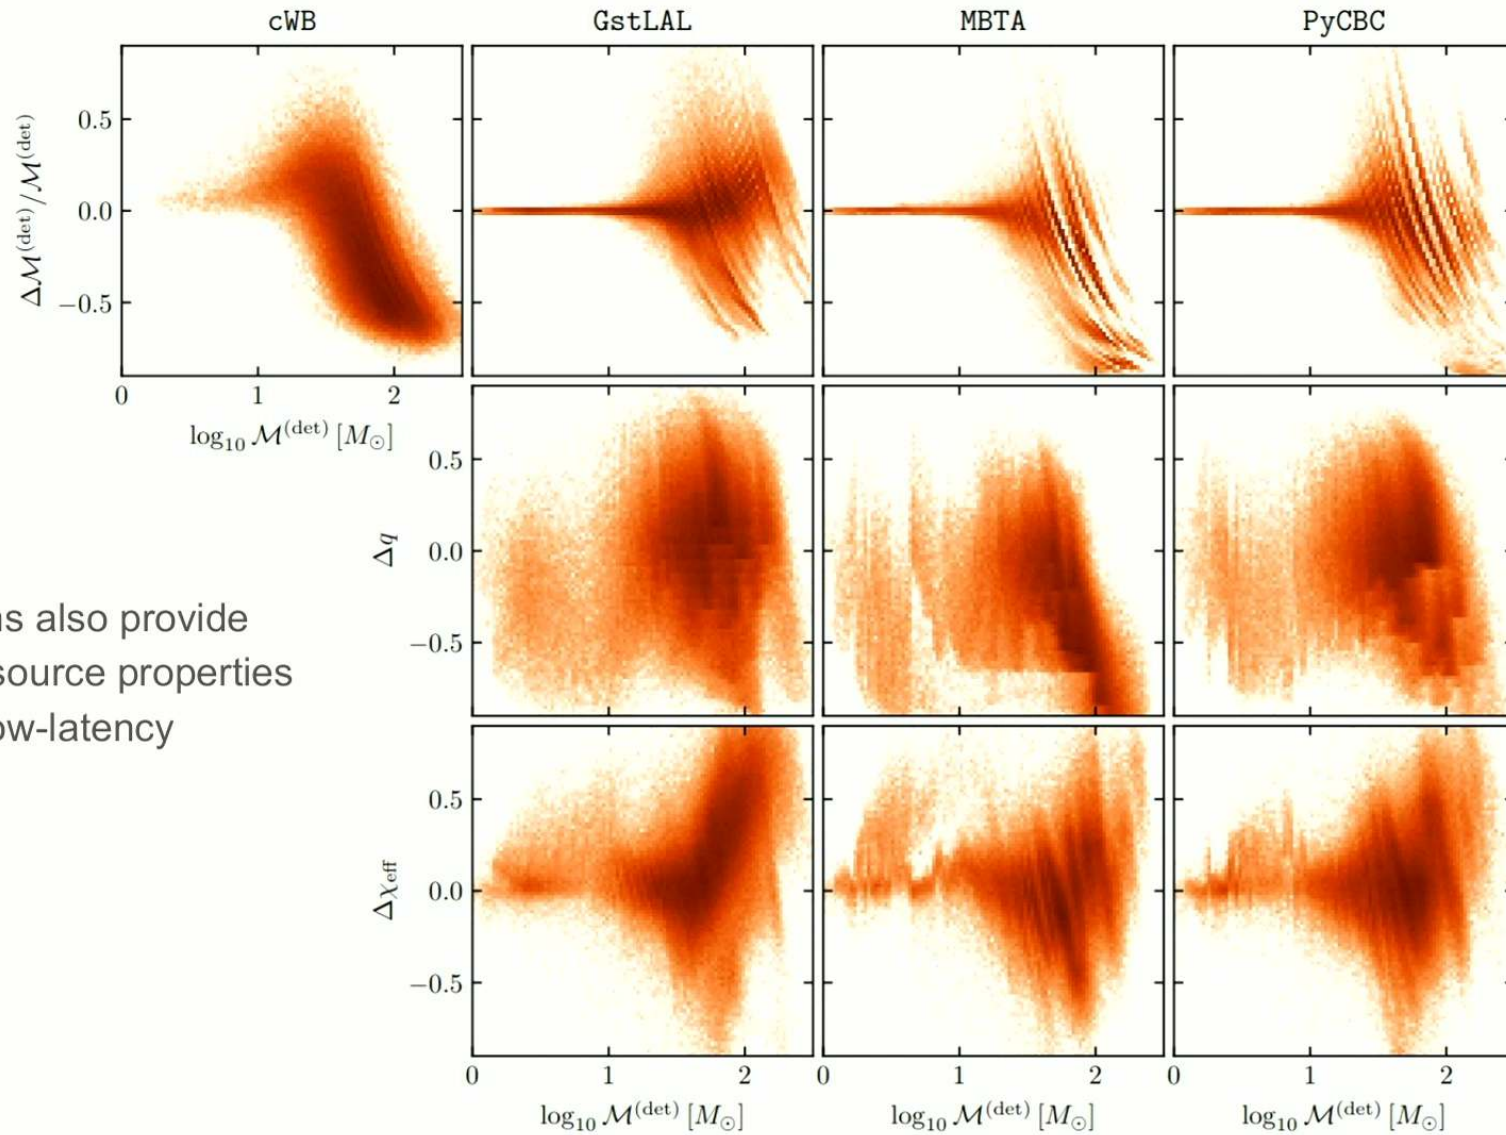 cWB GstLAL MBTA PyCBC
ΔM^(det)/M^(det)
0.5
0.0
−0.5
0 1 2
log₁₀ M^(det) [M⊙]
Δq
0.5
0.0
−0.5
ns also provide
source properties
ow-latency
Δχ_eff
0.5
0.0
−0.5
0 1 2 0 1 2 0 1 2
log₁₀ M^(det) [M⊙] log₁₀ M^(det) [M⊙] log₁₀ M^(det) [M⊙]